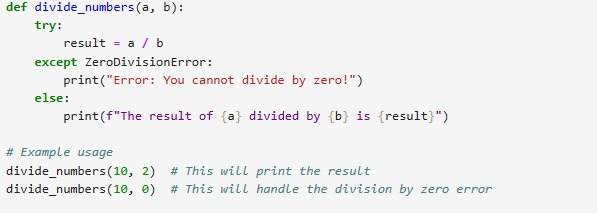 def divide_numbers(a, b):
    try:
        result = a / b
    except ZeroDivisionError:
        print("Error: You cannot divide by zero!")
    else:
        print(f"The result of {a} divided by {b} is {result}")

# Example usage
divide_numbers(10, 2)  # This will print the result
divide_numbers(10, 0)  # This will handle the division by zero error